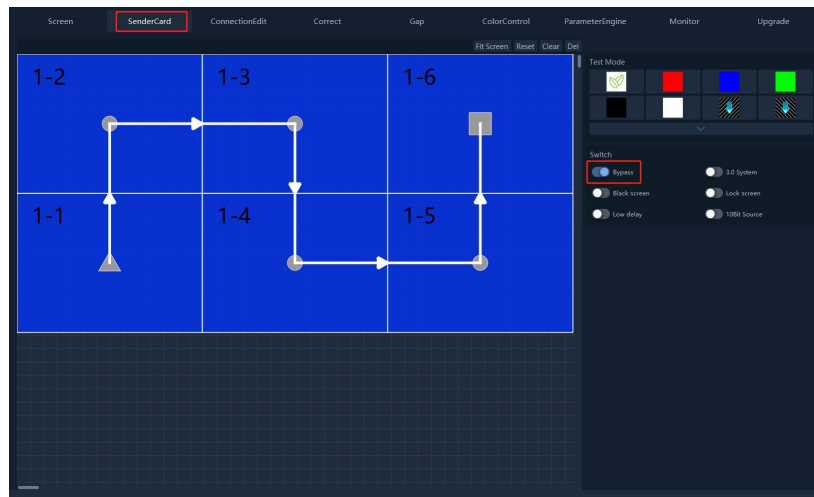 Screen SenderCard ConnectionEdit Correct Gap ColorControl ParameterEngine Monitor Upgrade
Fit Screen Reset Clear Del
1-2 1-3 1-6
1-1 1-4 1-5
Test Mode
Switch
Bypass 3.0 System
Black screen Lock screen
Low delay 10Bit Source